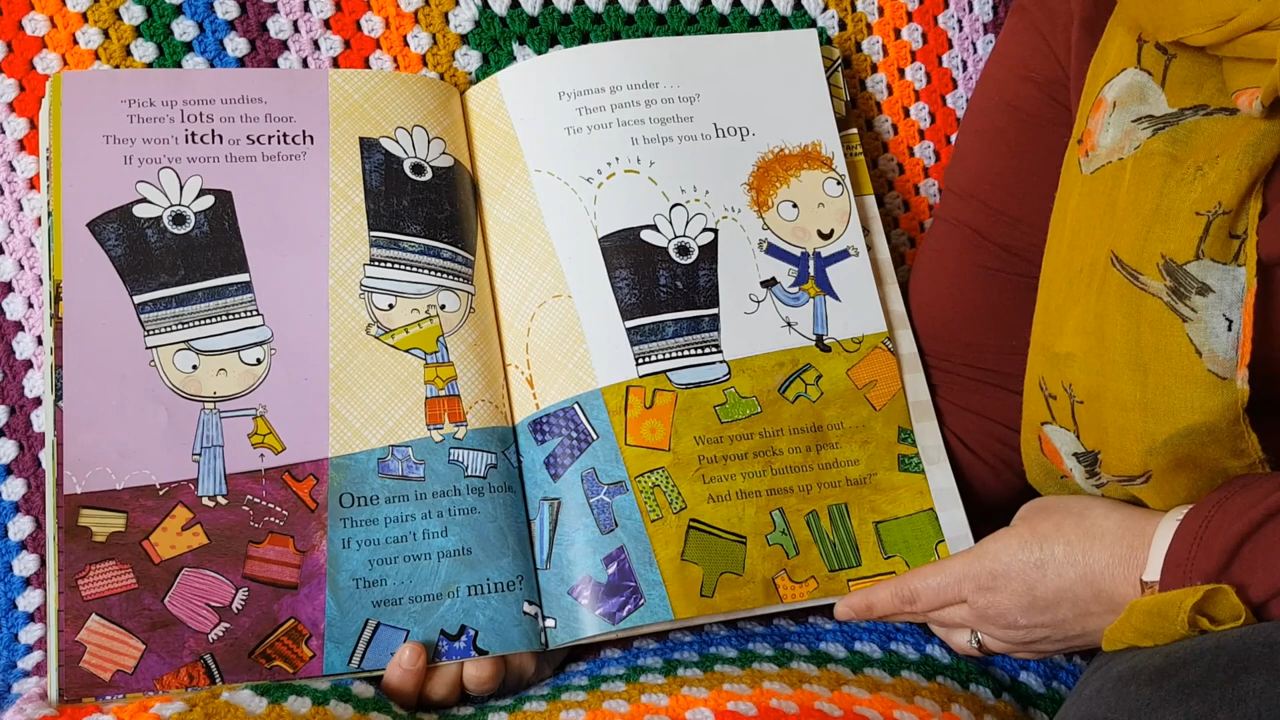 "Pick up some undies,
There's lots on the floor.
They won't itch or scritch
If you've worn them before?
One arm in each leg hole,
Three pairs at a time.
If you can't find
your own pants
Then . . .
wear some of mine?
Pyjamas go under . . .
Then pants go on top?
Tie your laces together
It helps you to hop.
hoppity
hop
hop
Wear your shirt inside out . . .
Put your socks on a pear.
Leave your buttons undone
And then mess up your hair?"